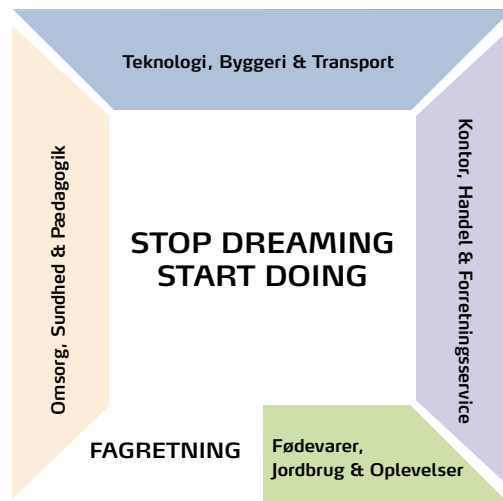 Teknologi, Byggeri & Transport
Omsorg, Sundhed & Pædagogik
Kontor, Handel & Forretningsservice
STOP DREAMING
START DOING
FAGRETNING
Fødevarer,
Jordbrug & Oplevelser